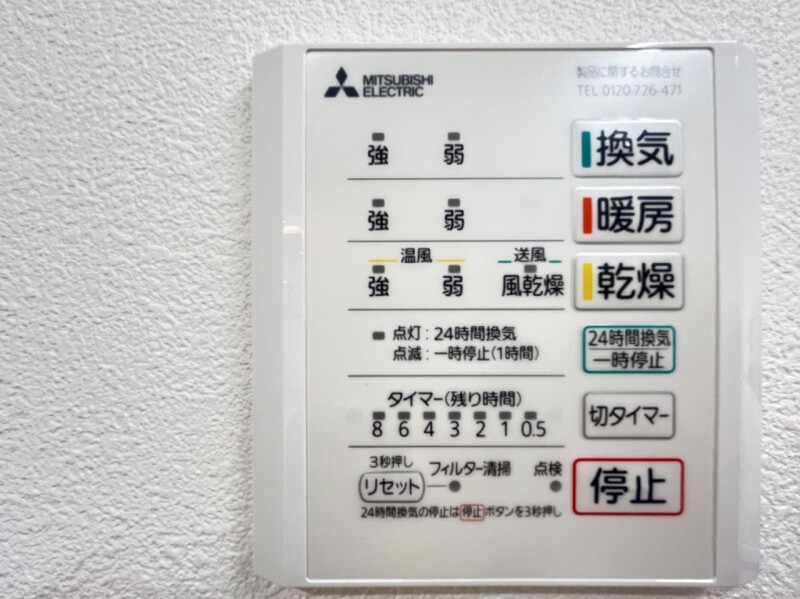 MITSUBISHI
ELECTRIC
製品に関するお問合せ
TEL:0120-726-471
強 弱 換気
強 弱 暖房
温風 送風
強 弱 風乾燥 乾燥
点灯:24時間換気
点滅:一時停止(1時間)
24時間換気
一時停止
タイマー(残り時間)
8 6 4 3 2 1 0.5
切タイマー
3秒押し
リセット フィルター清掃 点検
停止
24時間換気の停止は停止ボタンを3秒押し